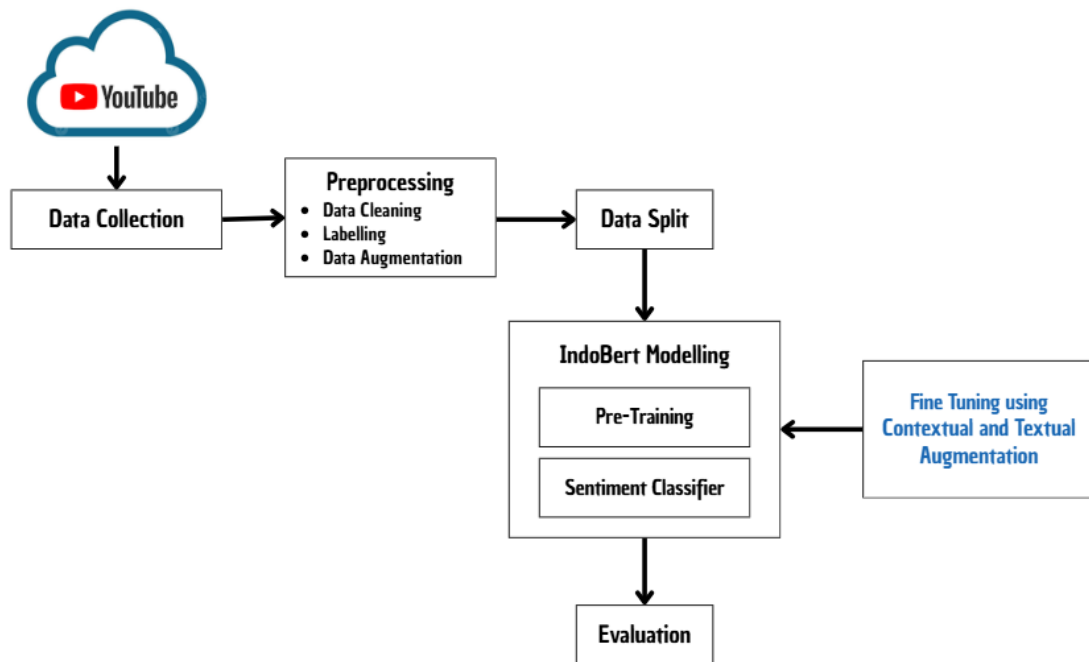 YouTube
Data Collection
Preprocessing
• Data Cleaning
• Labelling
• Data Augmentation
Data Split
IndoBert Modelling
Pre-Training
Sentiment Classifier
Fine Tuning using
Contextual and Textual
Augmentation
Evaluation